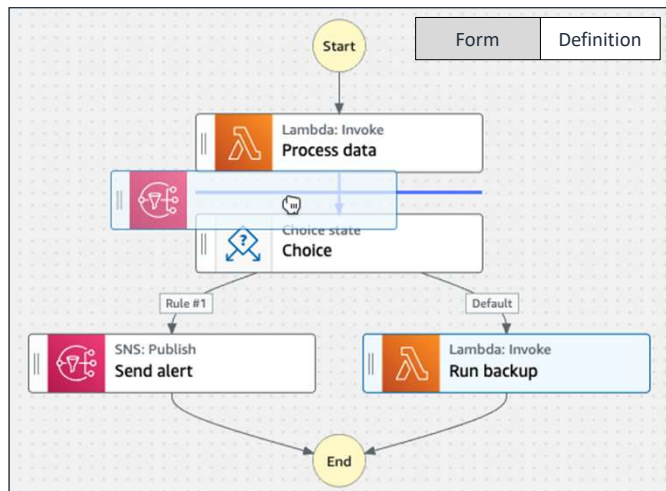 Start
Form
Definition
Lambda: Invoke
Process data
Choice state
?
Choice
Rule #1
Default
SNS: Publish
Send alert
Lambda: Invoke
Run backup
End